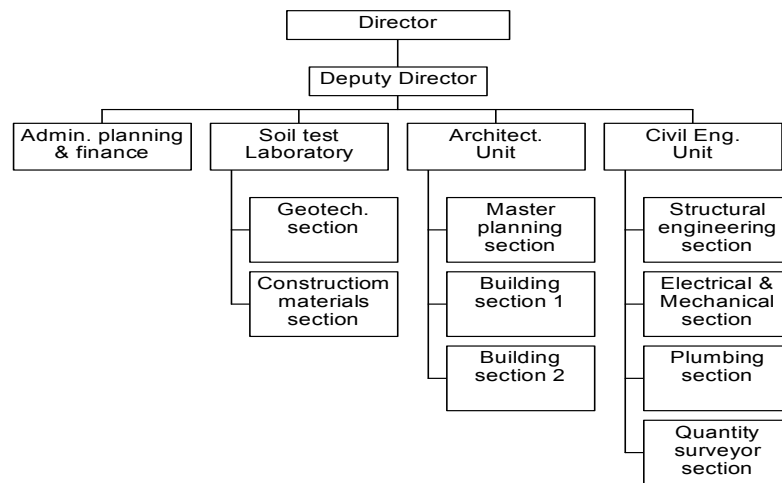 Director
Deputy Director
Admin. planning
& finance
Soil test
Laboratory
Architect.
Unit
Civil Eng.
Unit
Geotech.
section
Constructiom
materials
section
Master
planning
section
Building
section 1
Building
section 2
Structural
engineering
section
Electrical &
Mechanical
section
Plumbing
section
Quantity
surveyor
section